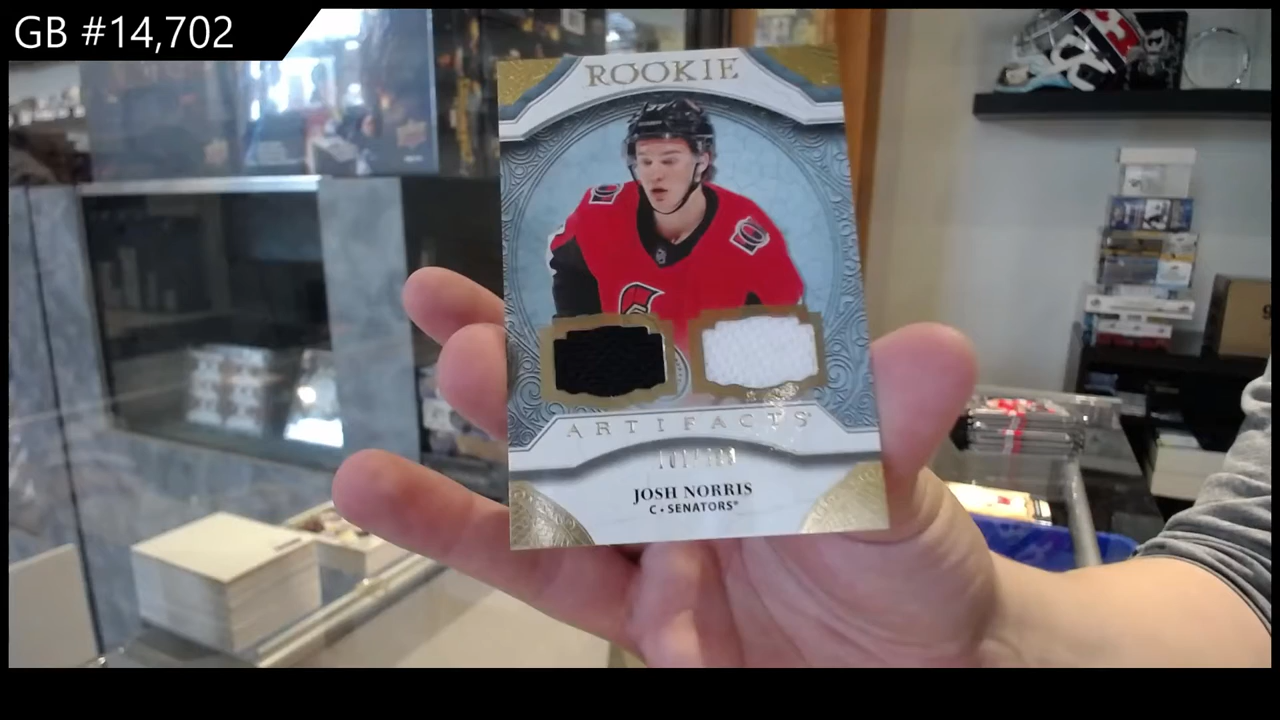 GB #14,702
ROOKIE
ARTIFACTS
JOSH NORRIS
C • SENATORS